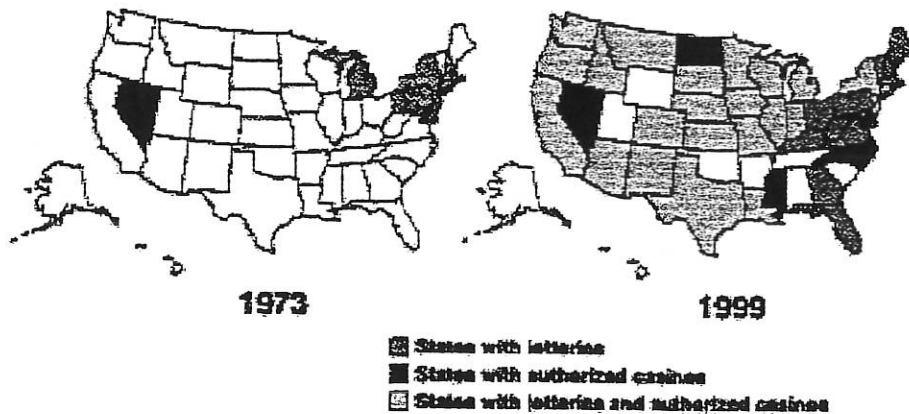 1973
1999
States with lotteries
States with authorized casinos
States with lotteries and authorized casinos